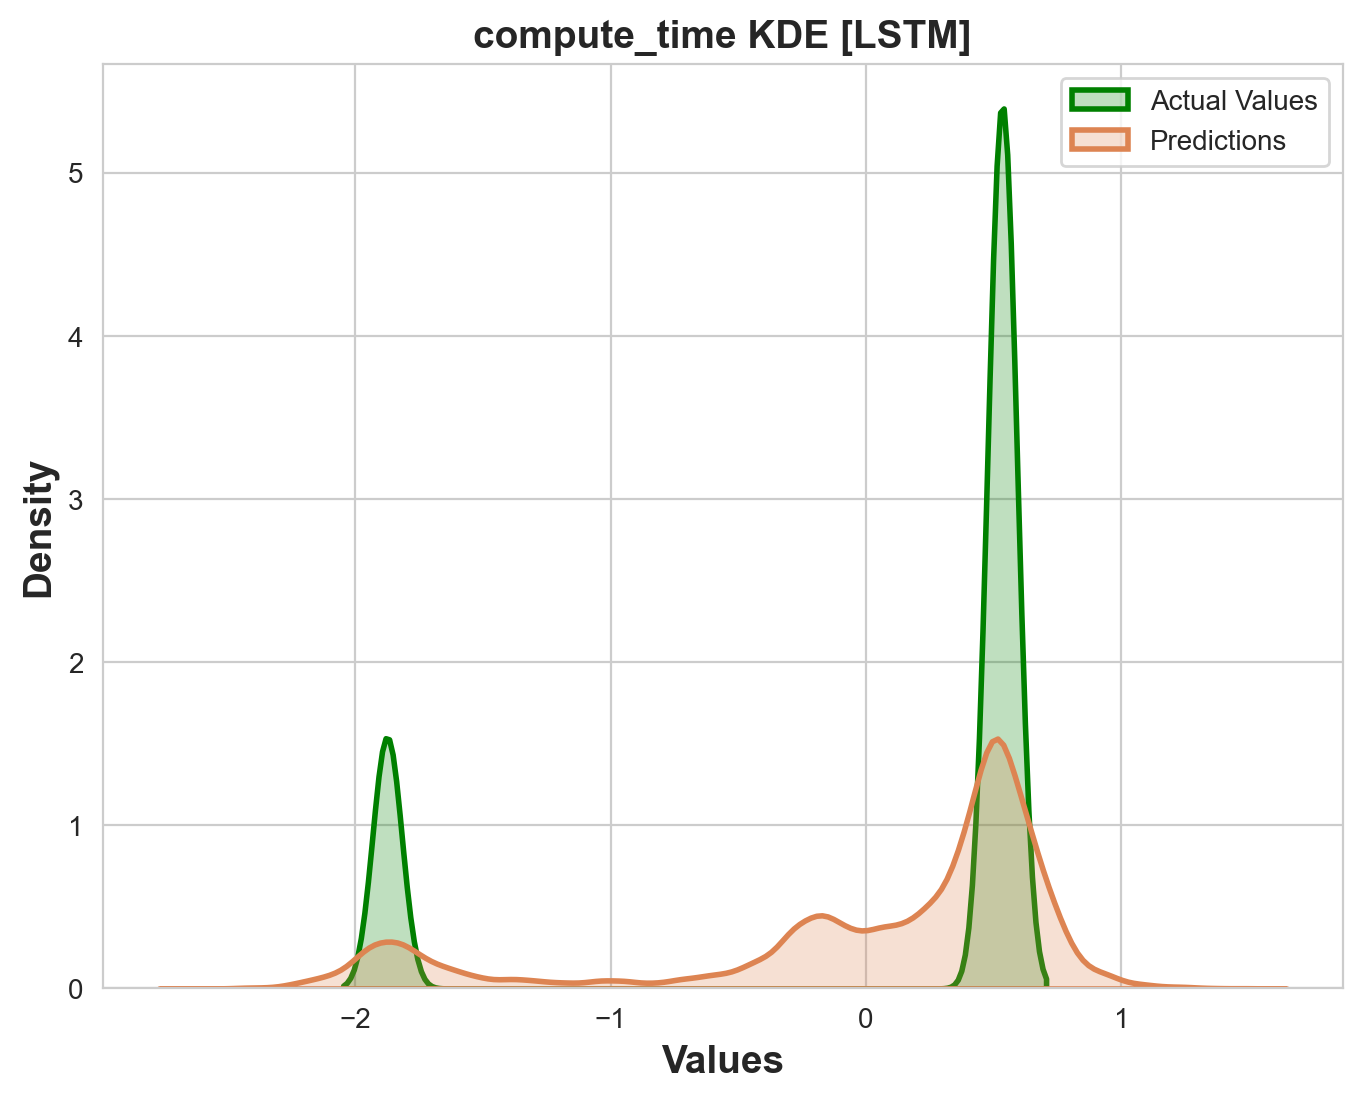 compute_time KDE [LSTM]
Actual Values
Predictions
5
4
3
2
1
0
Density
−2
−1
0
1
Values